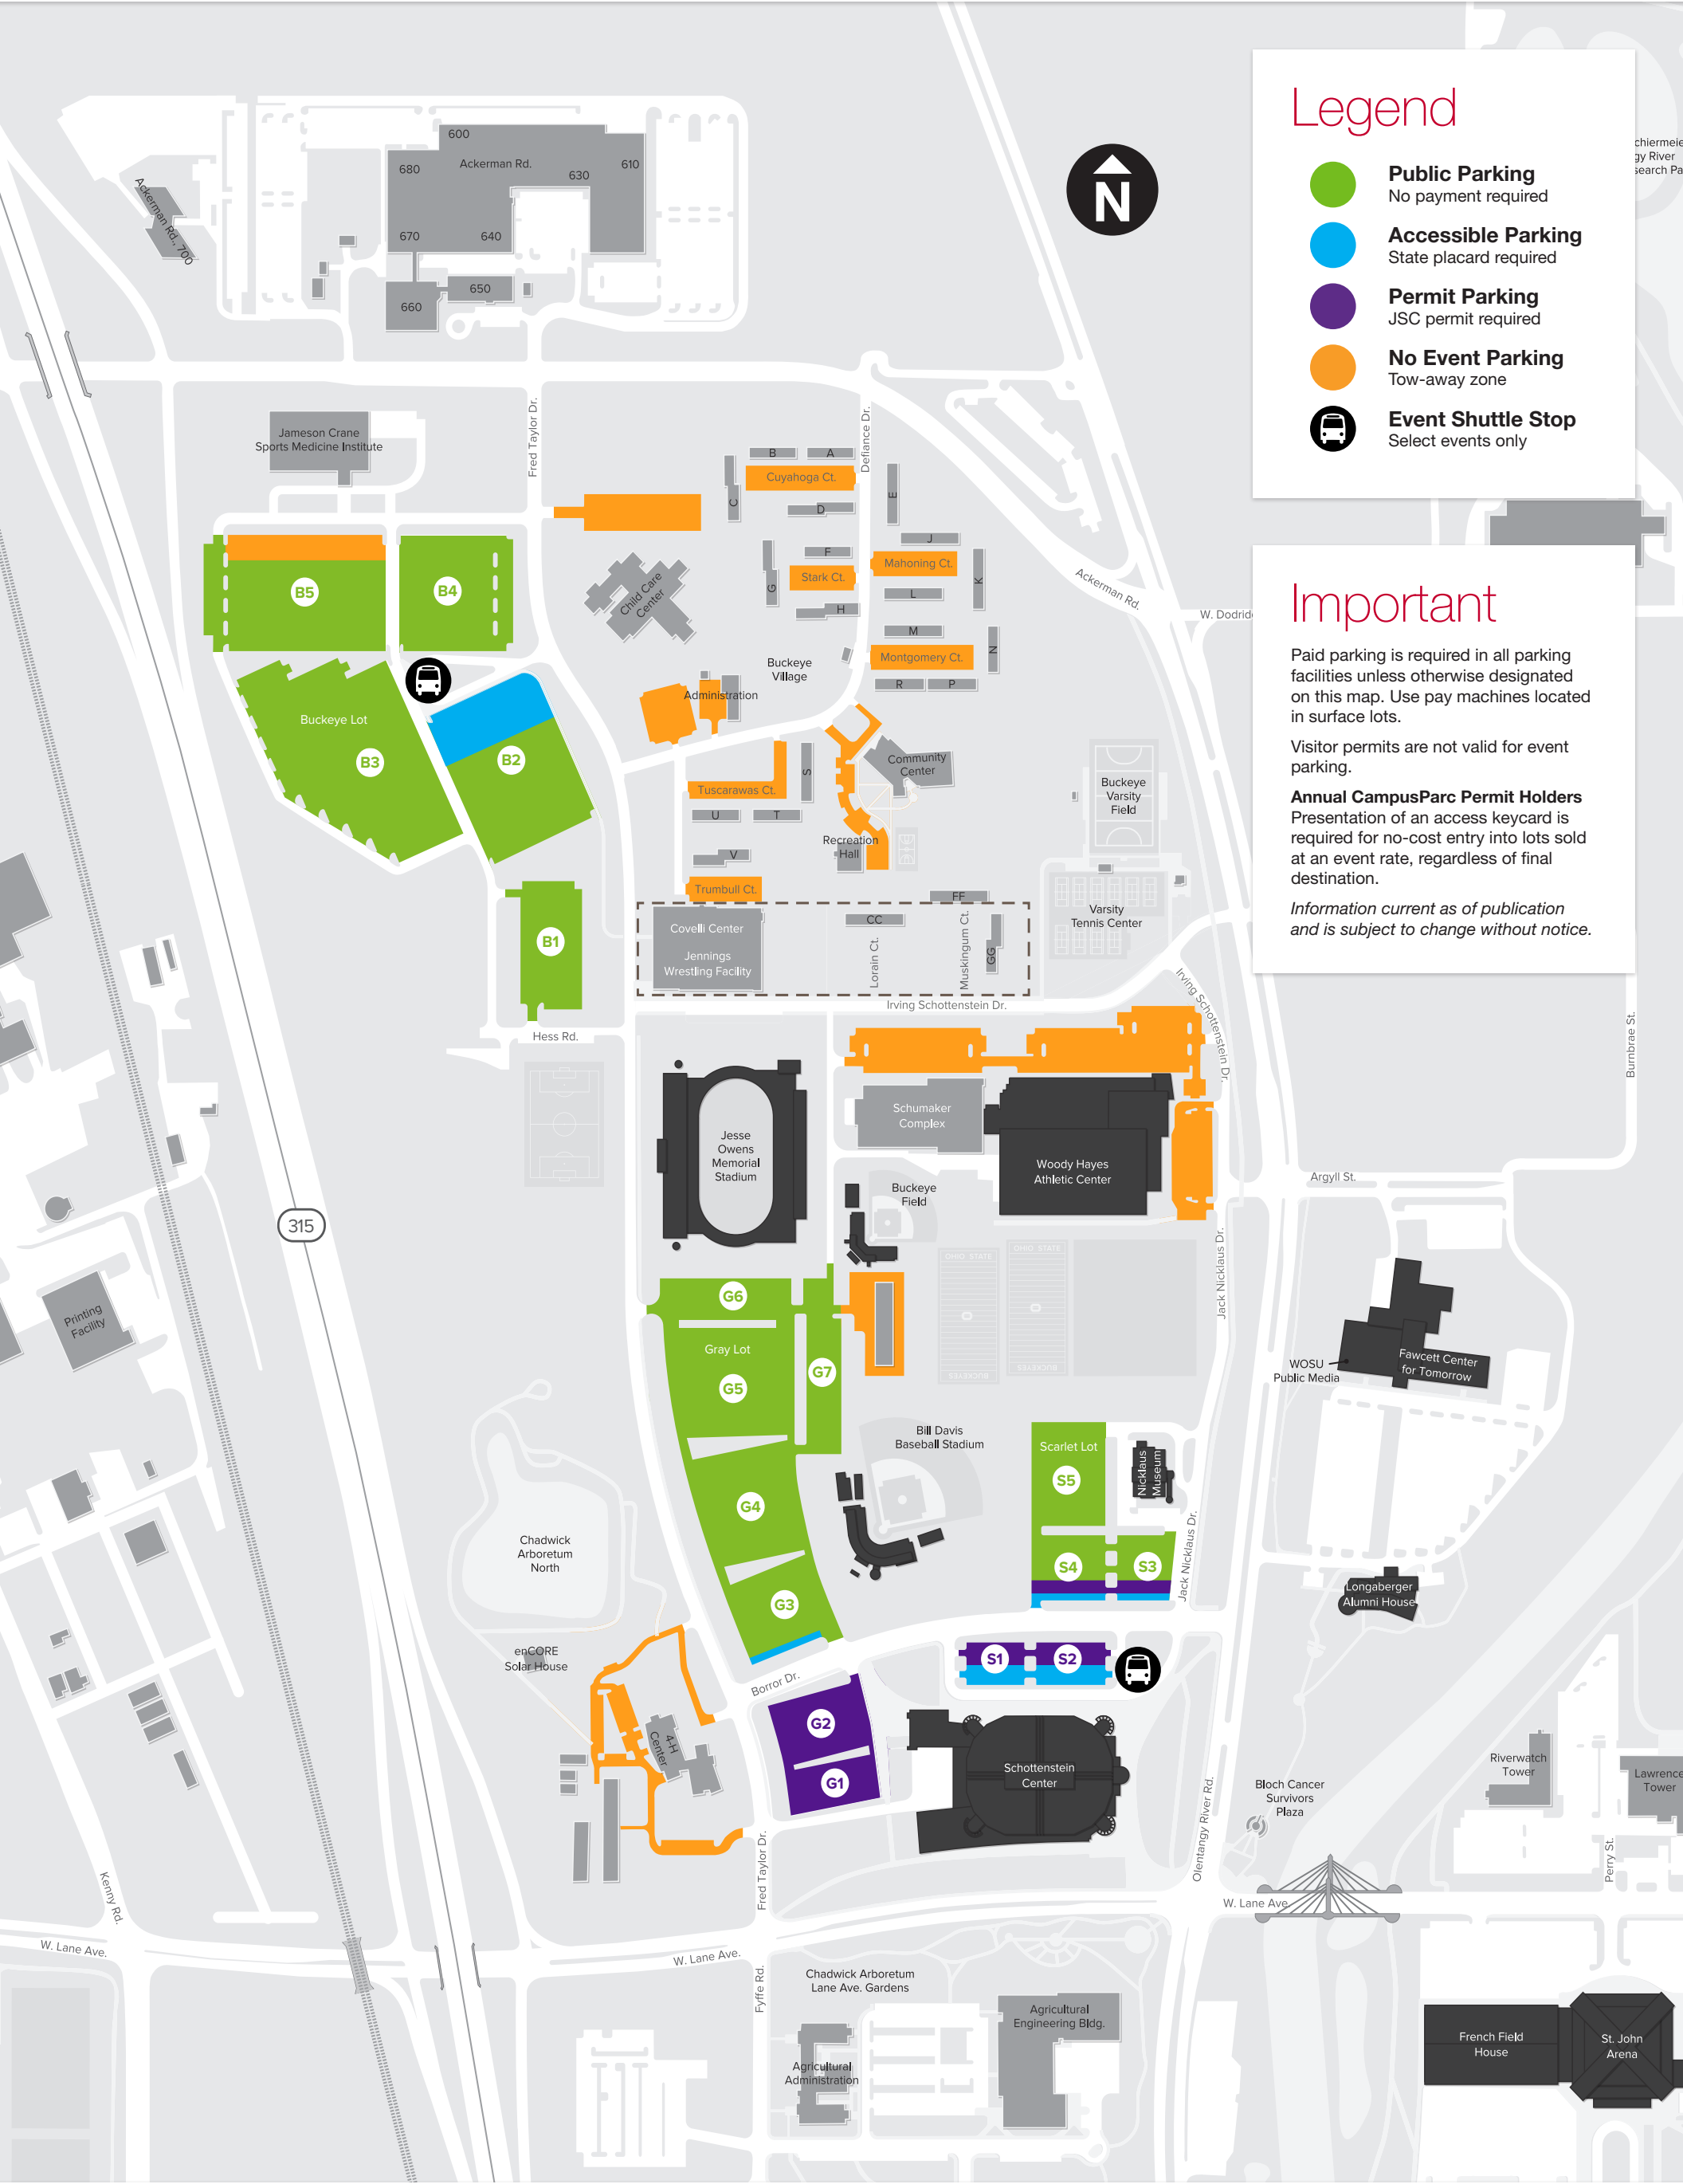 Legend
Public Parking
No payment required
Accessible Parking
State placard required
Permit Parking
JSC permit required
No Event Parking
Tow-away zone
Event Shuttle Stop
Select events only
Important
Paid parking is required in all parking
facilities unless otherwise designated
on this map. Use pay machines located
in surface lots.
Visitor permits are not valid for event
parking.
Annual CampusParc Permit Holders
Presentation of an access keycard is
required for no-cost entry into lots sold
at an event rate, regardless of final
destination.
Information current as of publication
and is subject to change without notice.
N
600
Ackerman Rd.
610
680
630
670
640
650
660
Ackerman Rd., 700
gy River
Jameson Crane
Sports Medicine Institute
Fred Taylor Dr.
Defiance Dr.
B
A
Cuyahoga Ct.
C
D
E
F
J
Stark Ct.
Mahoning Ct.
G
K
H
L
M
Montgomery Ct.
N
R
P
Ackerman Rd.
Child Care
Center
Buckeye
Village
Administration
B5
B4
Buckeye Lot
B3
B2
B1
Community
Center
S
Tuscarawas Ct.
U
T
V
Recreation
Hall
Trumbull Ct.
Buckeye
Varsity
Field
Varsity
Tennis Center
FF
CC
GG
Lorain Ct.
Muskingum Ct.
Covelli Center
Jennings
Wrestling Facility
Irving Schottenstein Dr.
Irving Schottenstein Dr.
Hess Rd.
Burnbrae St.
Schumaker
Complex
Jesse
Owens
Memorial
Stadium
Woody Hayes
Athletic Center
Argyll St.
Buckeye
Field
315
Jack Nicklaus Dr.
OHIO STATE
OHIO STATE
BUCKEYES
BUCKEYES
Printing
Facility
G6
Gray Lot
G5
G7
G4
G3
WOSU
Public Media
Fawcett Center
for Tomorrow
Bill Davis
Baseball Stadium
Scarlet Lot
S5
Nicklaus
Museum
S4
S3
Jack Nicklaus Dr.
Chadwick
Arboretum
North
Longaberger
Alumni House
enCORE
Solar House
Borror Dr.
S1
S2
G2
G1
4-H
Center
Schottenstein
Center
Riverwatch
Tower
Lawrence
Tower
Bloch Cancer
Survivors
Plaza
Olentangy River Rd.
Perry St.
Fred Taylor Dr.
Kenny Rd.
W. Lane Ave.
W. Lane Ave.
W. Lane Ave.
Fyffe Rd.
Chadwick Arboretum
Lane Ave. Gardens
Agricultural
Engineering Bldg.
Agricultural
Administration
French Field
House
St. John
Arena